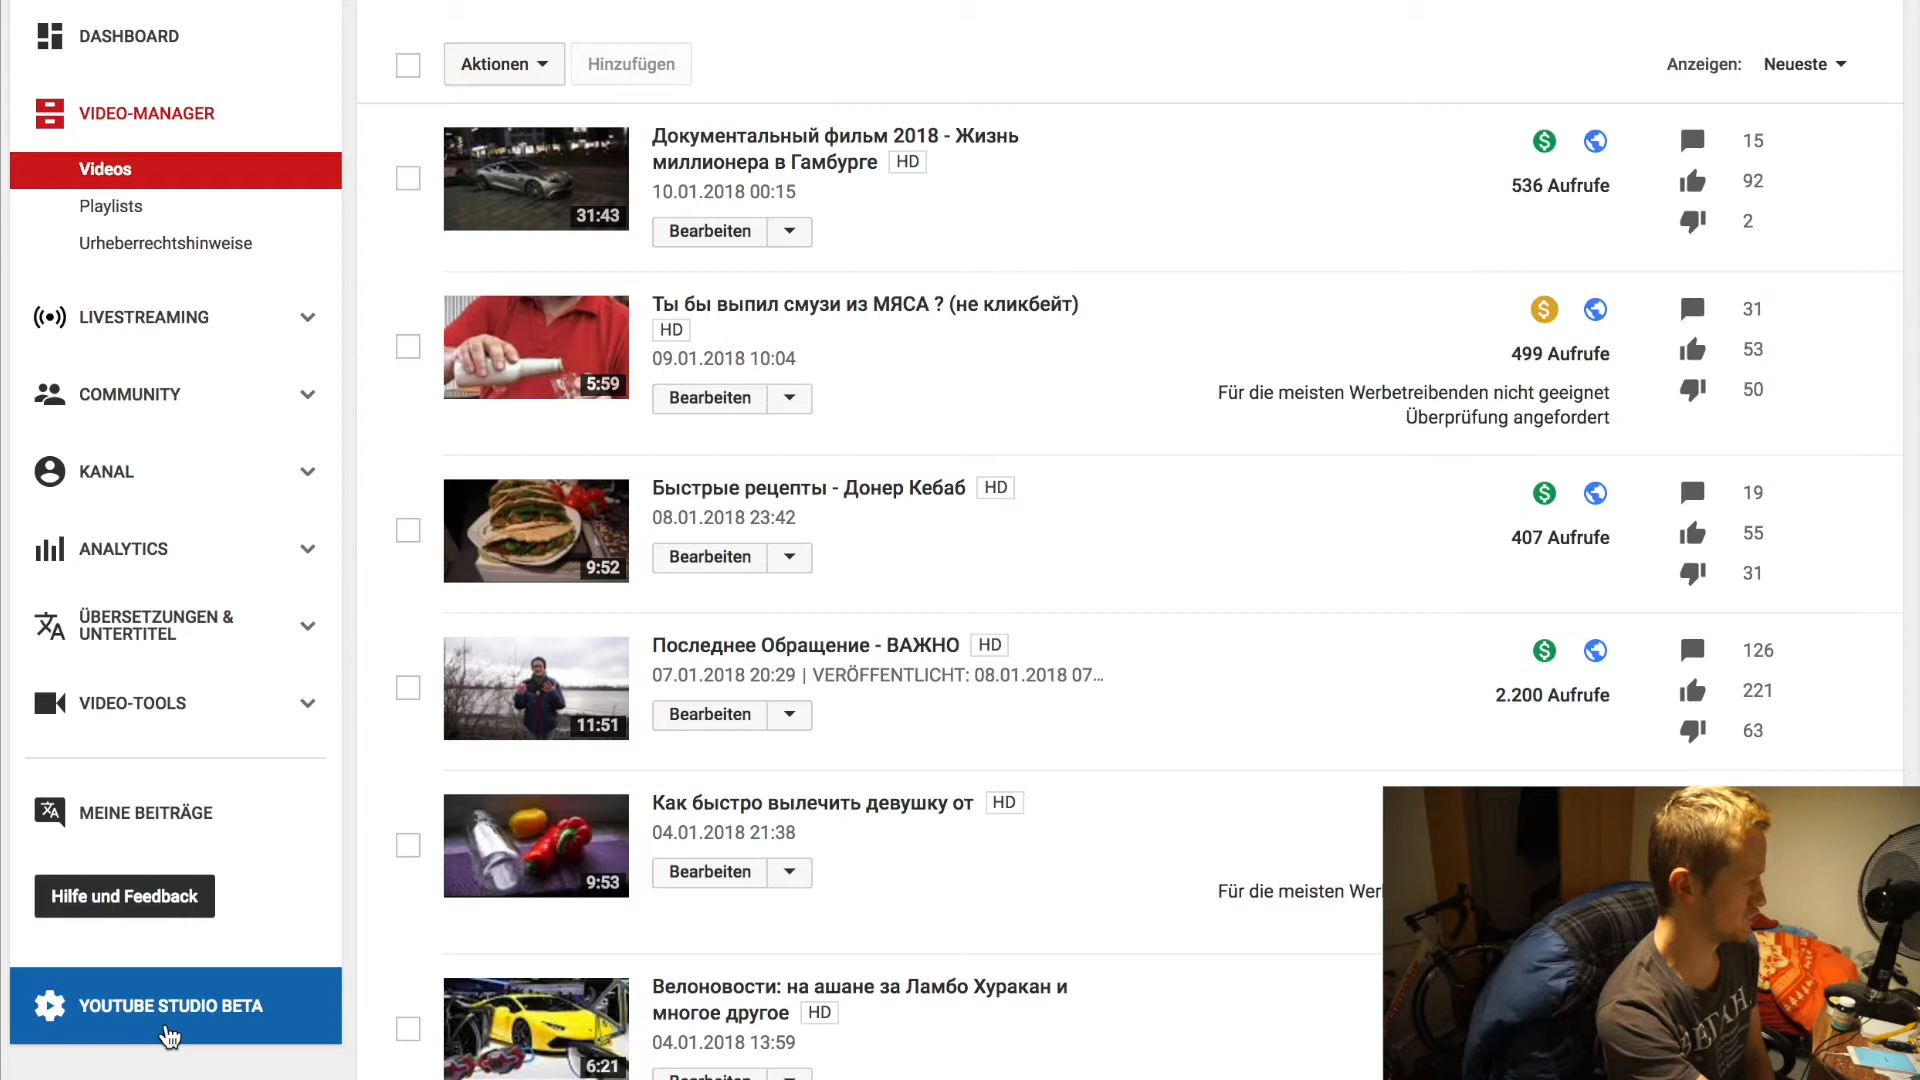 DASHBOARD
VIDEO-MANAGER
Videos
Playlists
Urheberrechtshinweise
LIVESTREAMING
COMMUNITY
KANAL
ANALYTICS
ÜBERSETZUNGEN &
UNTERTITEL
VIDEO-TOOLS
MEINE BEITRÄGE
Hilfe und Feedback
YOUTUBE STUDIO BETA
Aktionen
Hinzufügen
Anzeigen: Neueste
31:43
Документальный фильм 2018 - Жизнь
миллионера в Гамбурге HD
10.01.2018 00:15
Bearbeiten
536 Aufrufe
15
92
2
5:59
Ты бы выпил смузи из МЯСА ? (не кликбейт)
HD
09.01.2018 10:04
Bearbeiten
499 Aufrufe
Für die meisten Werbetreibenden nicht geeignet
Überprüfung angefordert
31
53
50
9:52
Быстрые рецепты - Донер Кебаб HD
08.01.2018 23:42
Bearbeiten
407 Aufrufe
19
55
31
11:51
Последнее Обращение - ВАЖНО HD
07.01.2018 20:29 | VERÖFFENTLICHT: 08.01.2018 07...
Bearbeiten
2.200 Aufrufe
126
221
63
9:53
Как быстро вылечить девушку от HD
04.01.2018 21:38
Bearbeiten
Für die meisten
6:21
Велоновости: на ашане за Ламбо Хуракан и
многое другое HD
04.01.2018 13:59
Bearbeiten